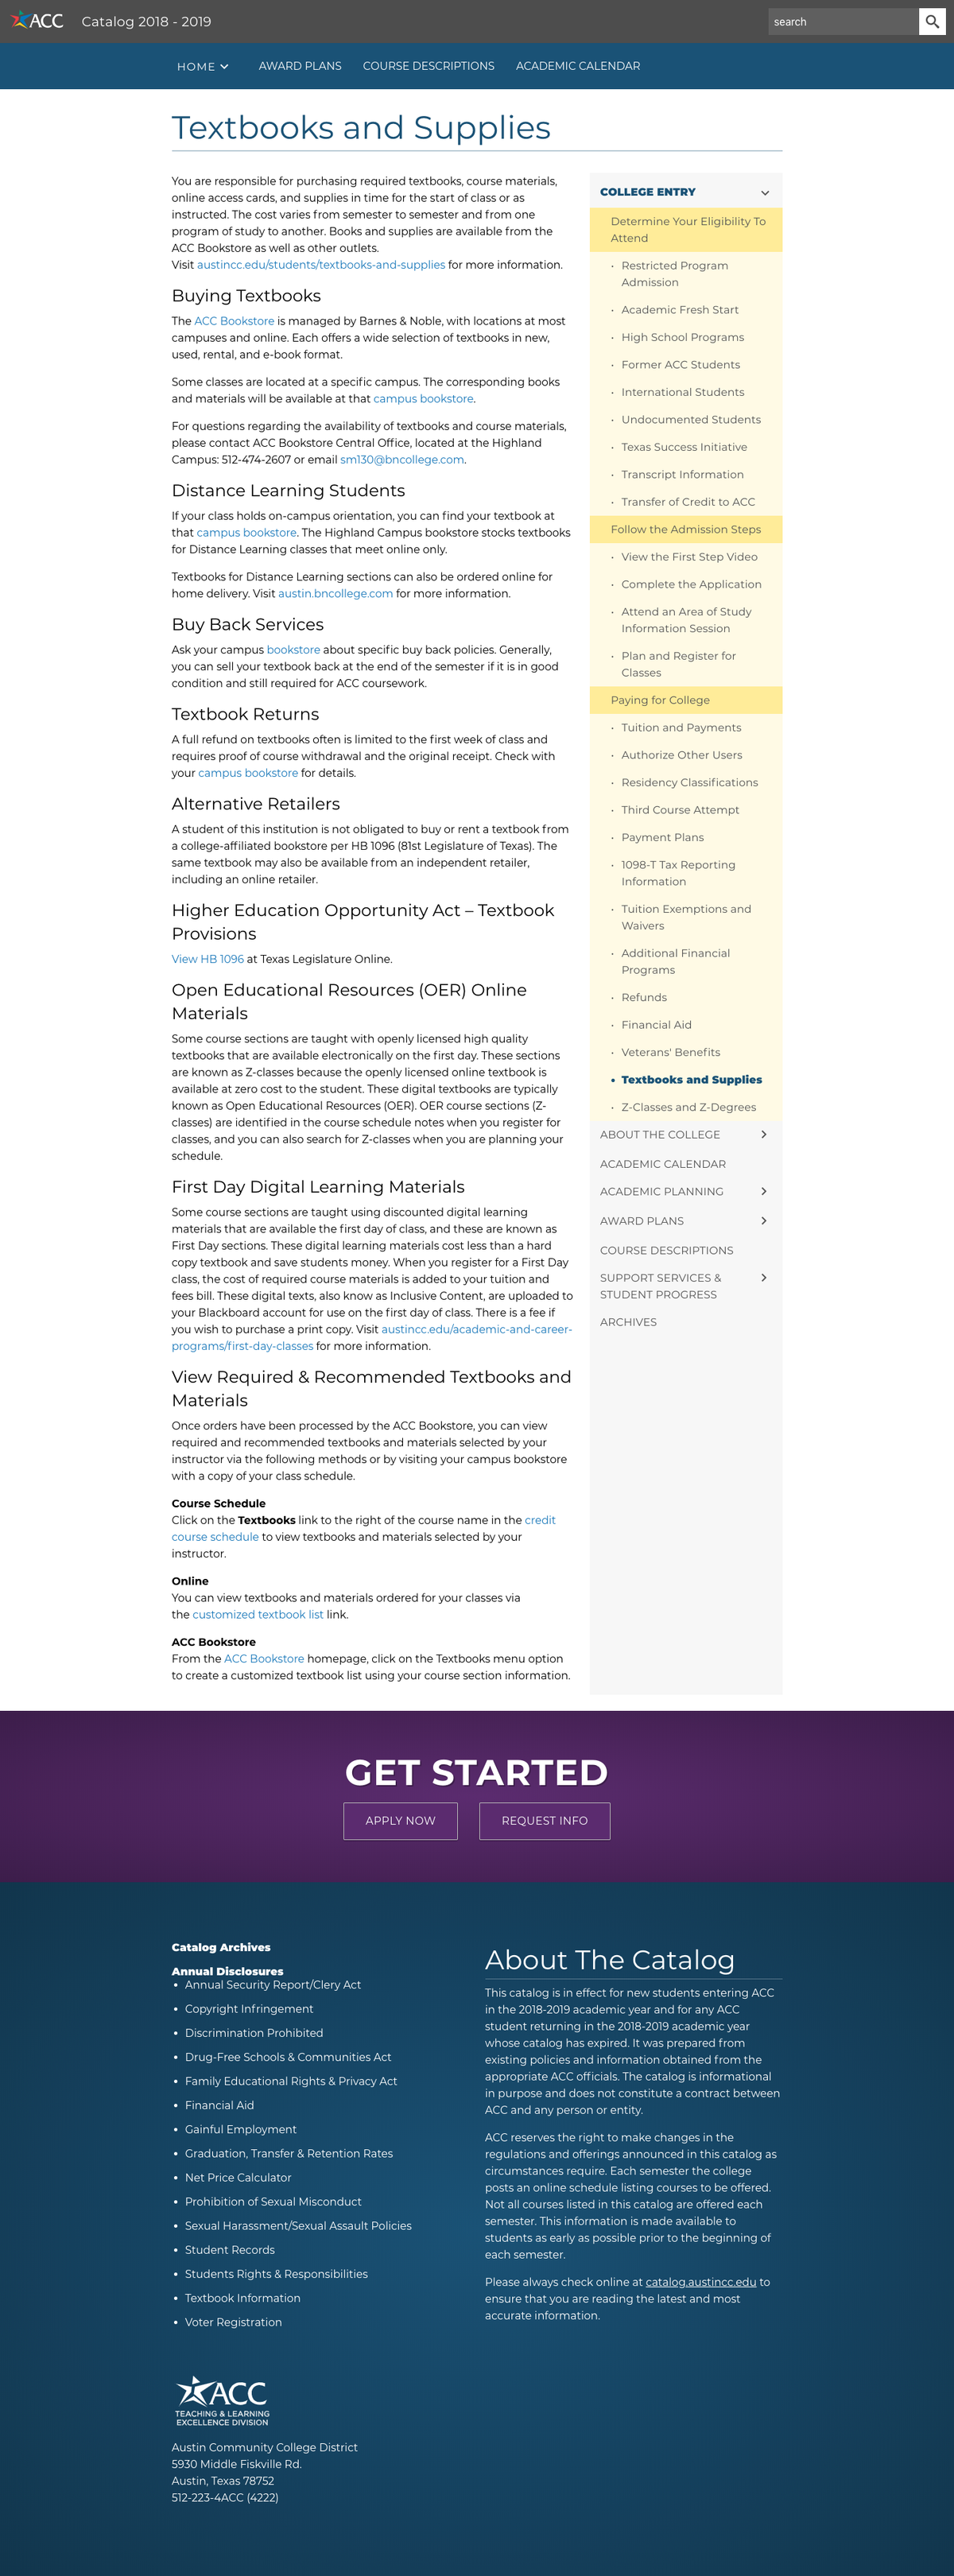 ACC
Catalog 2018 - 2019
search
HOME
AWARD PLANS
COURSE DESCRIPTIONS
ACADEMIC CALENDAR
Textbooks and Supplies
You are responsible for purchasing required textbooks, course materials,
online access cards, and supplies in time for the start of class or as
instructed. The cost varies from semester to semester and from one
program of study to another. Books and supplies are available from the
ACC Bookstore as well as other outlets.
Visit austincc.edu/students/textbooks-and-supplies for more information.
Buying Textbooks
The ACC Bookstore is managed by Barnes & Noble, with locations at most
campuses and online. Each offers a wide selection of textbooks in new,
used, rental, and e-book format.
Some classes are located at a specific campus. The corresponding books
and materials will be available at that campus bookstore.
For questions regarding the availability of textbooks and course materials,
please contact ACC Bookstore Central Office, located at the Highland
Campus: 512-474-2607 or email sm130@bncollege.com.
Distance Learning Students
If your class holds on-campus orientation, you can find your textbook at
that campus bookstore. The Highland Campus bookstore stocks textbooks
for Distance Learning classes that meet online only.
Textbooks for Distance Learning sections can also be ordered online for
home delivery. Visit austin.bncollege.com for more information.
Buy Back Services
Ask your campus bookstore about specific buy back policies. Generally,
you can sell your textbook back at the end of the semester if it is in good
condition and still required for ACC coursework.
Textbook Returns
A full refund on textbooks often is limited to the first week of class and
requires proof of course withdrawal and the original receipt. Check with
your campus bookstore for details.
Alternative Retailers
A student of this institution is not obligated to buy or rent a textbook from
a college-affiliated bookstore per HB 1096 (81st Legislature of Texas). The
same textbook may also be available from an independent retailer,
including an online retailer.
Higher Education Opportunity Act – Textbook
Provisions
View HB 1096 at Texas Legislature Online.
Open Educational Resources (OER) Online
Materials
Some course sections are taught with openly licensed high quality
textbooks that are available electronically on the first day. These sections
are known as Z-classes because the openly licensed online textbook is
available at zero cost to the student. These digital textbooks are typically
known as Open Educational Resources (OER). OER course sections (Z-
classes) are identified in the course schedule notes when you register for
classes, and you can also search for Z-classes when you are planning your
schedule.
First Day Digital Learning Materials
Some course sections are taught using discounted digital learning
materials that are available the first day of class, and these are known as
First Day sections. These digital learning materials cost less than a hard
copy textbook and save students money. When you register for a First Day
class, the cost of required course materials is added to your tuition and
fees bill. These digital texts, also know as Inclusive Content, are uploaded to
your Blackboard account for use on the first day of class. There is a fee if
you wish to purchase a print copy. Visit austincc.edu/academic-and-career-
programs/first-day-classes for more information.
View Required & Recommended Textbooks and
Materials
Once orders have been processed by the ACC Bookstore, you can view
required and recommended textbooks and materials selected by your
instructor via the following methods or by visiting your campus bookstore
with a copy of your class schedule.
Course Schedule
Click on the Textbooks link to the right of the course name in the credit
course schedule to view textbooks and materials selected by your
instructor.
Online
You can view textbooks and materials ordered for your classes via
the customized textbook list link.
ACC Bookstore
From the ACC Bookstore homepage, click on the Textbooks menu option
to create a customized textbook list using your course section information.
COLLEGE ENTRY
Determine Your Eligibility To
Attend
• Restricted Program
Admission
• Academic Fresh Start
• High School Programs
• Former ACC Students
• International Students
• Undocumented Students
• Texas Success Initiative
• Transcript Information
• Transfer of Credit to ACC
Follow the Admission Steps
• View the First Step Video
• Complete the Application
• Attend an Area of Study
Information Session
• Plan and Register for
Classes
Paying for College
• Tuition and Payments
• Authorize Other Users
• Residency Classifications
• Third Course Attempt
• Payment Plans
• 1098-T Tax Reporting
Information
• Tuition Exemptions and
Waivers
• Additional Financial
Programs
• Refunds
• Financial Aid
• Veterans' Benefits
• Textbooks and Supplies
• Z-Classes and Z-Degrees
ABOUT THE COLLEGE
ACADEMIC CALENDAR
ACADEMIC PLANNING
AWARD PLANS
COURSE DESCRIPTIONS
SUPPORT SERVICES &
STUDENT PROGRESS
ARCHIVES
GET STARTED
APPLY NOW
REQUEST INFO
Catalog Archives
Annual Disclosures
• Annual Security Report/Clery Act
• Copyright Infringement
• Discrimination Prohibited
• Drug-Free Schools & Communities Act
• Family Educational Rights & Privacy Act
• Financial Aid
• Gainful Employment
• Graduation, Transfer & Retention Rates
• Net Price Calculator
• Prohibition of Sexual Misconduct
• Sexual Harassment/Sexual Assault Policies
• Student Records
• Students Rights & Responsibilities
• Textbook Information
• Voter Registration
About The Catalog
This catalog is in effect for new students entering ACC
in the 2018-2019 academic year and for any ACC
student returning in the 2018-2019 academic year
whose catalog has expired. It was prepared from
existing policies and information obtained from the
appropriate ACC officials. The catalog is informational
in purpose and does not constitute a contract between
ACC and any person or entity.
ACC reserves the right to make changes in the
regulations and offerings announced in this catalog as
circumstances require. Each semester the college
posts an online schedule listing courses to be offered.
Not all courses listed in this catalog are offered each
semester. This information is made available to
students as early as possible prior to the beginning of
each semester.
Please always check online at catalog.austincc.edu to
ensure that you are reading the latest and most
accurate information.
ACC
TEACHING & LEARNING
EXCELLENCE DIVISION
Austin Community College District
5930 Middle Fiskville Rd.
Austin, Texas 78752
512-223-4ACC (4222)